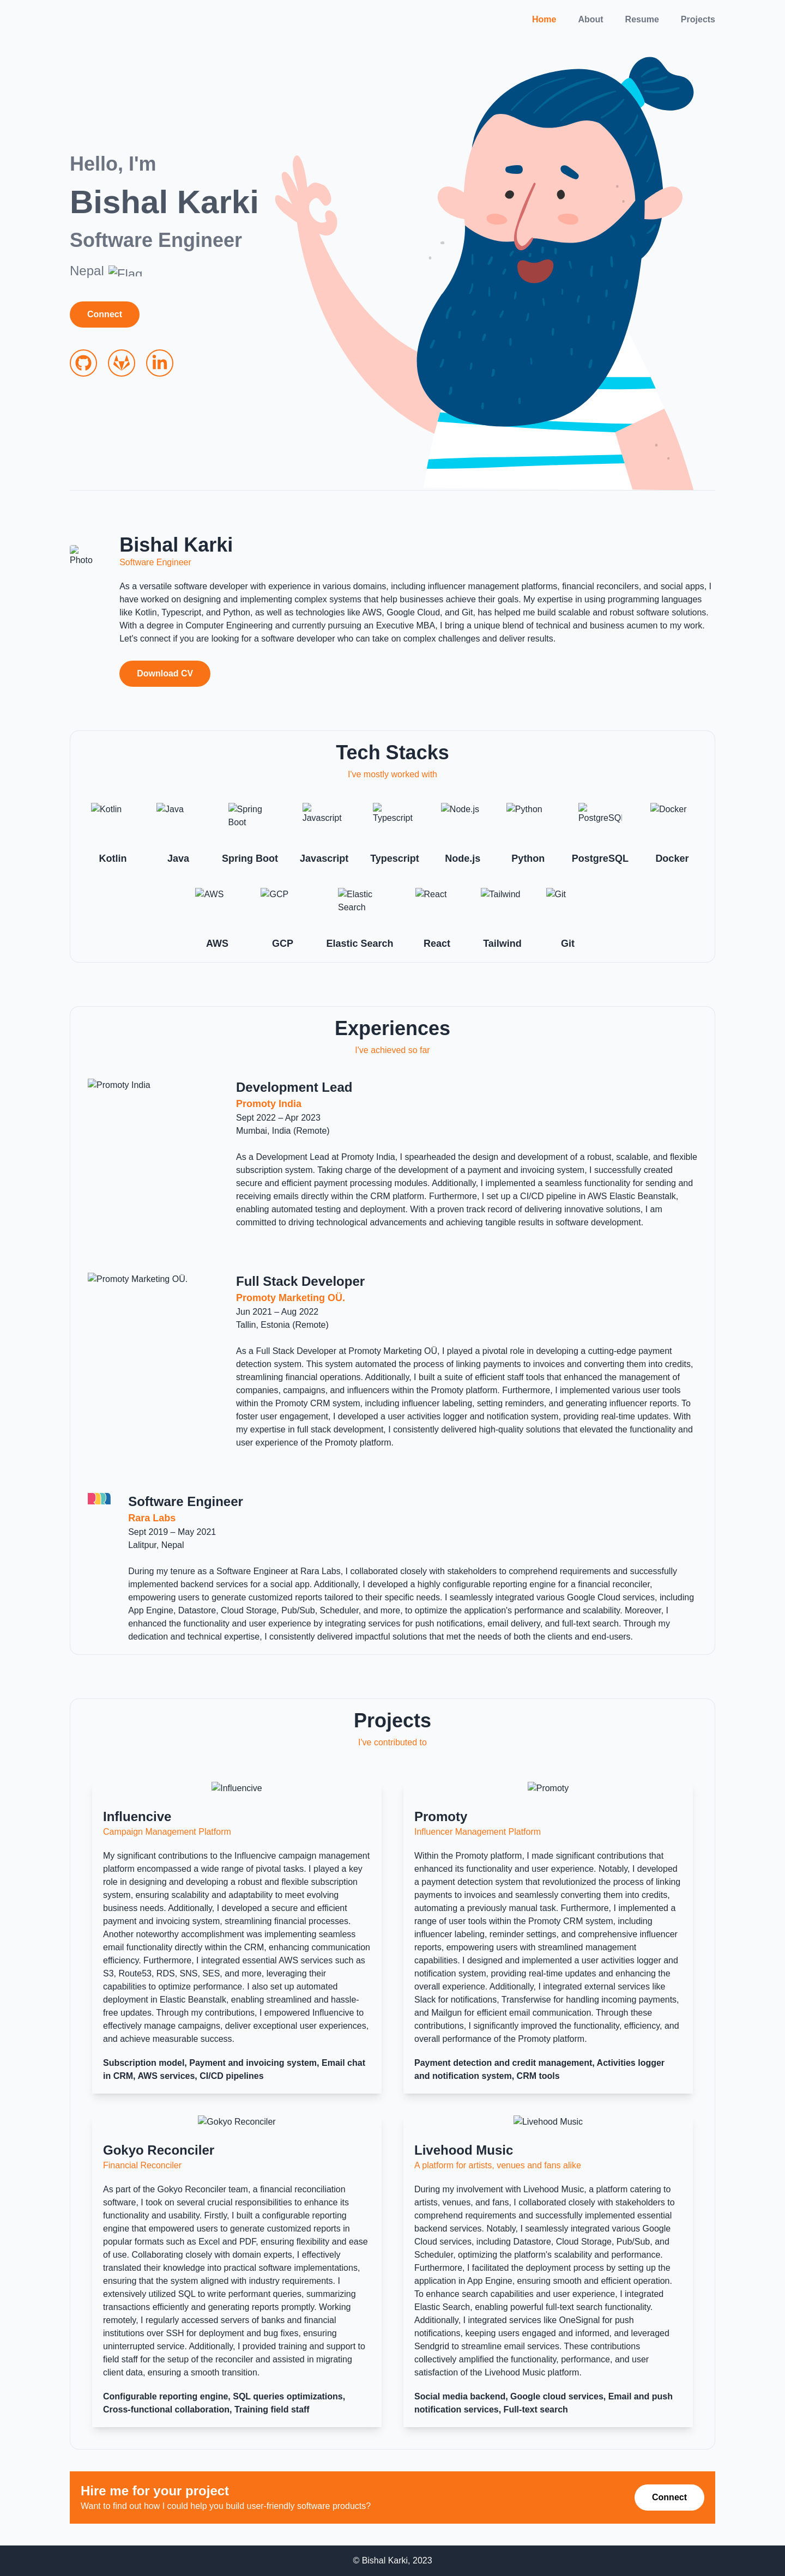 Home About Resume Projects
Hello, I'm
Bishal Karki
Software Engineer
Nepal Flag
Connect
in
Photo
Bishal Karki
Software Engineer
As a versatile software developer with experience in various domains, including influencer management platforms, financial reconcilers, and social apps, I
have worked on designing and implementing complex systems that help businesses achieve their goals. My expertise in using programming languages
like Kotlin, Typescript, and Python, as well as technologies like AWS, Google Cloud, and Git, has helped me build scalable and robust software solutions.
With a degree in Computer Engineering and currently pursuing an Executive MBA, I bring a unique blend of technical and business acumen to my work.
Let's connect if you are looking for a software developer who can take on complex challenges and deliver results.
Download CV
Tech Stacks
I've mostly worked with
Kotlin Java Spring Boot Javascript Typescript Node.js Python PostgreSQL Docker
Kotlin Java Spring Boot Javascript Typescript Node.js Python PostgreSQL Docker
AWS GCP Elastic Search React Tailwind Git
AWS GCP Elastic Search React Tailwind Git
Experiences
I've achieved so far
Promoty India
Development Lead
Promoty India
Sept 2022 – Apr 2023
Mumbai, India (Remote)
As a Development Lead at Promoty India, I spearheaded the design and development of a robust, scalable, and flexible
subscription system. Taking charge of the development of a payment and invoicing system, I successfully created
secure and efficient payment processing modules. Additionally, I implemented a seamless functionality for sending and
receiving emails directly within the CRM platform. Furthermore, I set up a CI/CD pipeline in AWS Elastic Beanstalk,
enabling automated testing and deployment. With a proven track record of delivering innovative solutions, I am
committed to driving technological advancements and achieving tangible results in software development.
Promoty Marketing OÜ.
Full Stack Developer
Promoty Marketing OÜ.
Jun 2021 – Aug 2022
Tallin, Estonia (Remote)
As a Full Stack Developer at Promoty Marketing OÜ, I played a pivotal role in developing a cutting-edge payment
detection system. This system automated the process of linking payments to invoices and converting them into credits,
streamlining financial operations. Additionally, I built a suite of efficient staff tools that enhanced the management of
companies, campaigns, and influencers within the Promoty platform. Furthermore, I implemented various user tools
within the Promoty CRM system, including influencer labeling, setting reminders, and generating influencer reports. To
foster user engagement, I developed a user activities logger and notification system, providing real-time updates. With
my expertise in full stack development, I consistently delivered high-quality solutions that elevated the functionality and
user experience of the Promoty platform.
Software Engineer
Rara Labs
Sept 2019 – May 2021
Lalitpur, Nepal
During my tenure as a Software Engineer at Rara Labs, I collaborated closely with stakeholders to comprehend requirements and successfully
implemented backend services for a social app. Additionally, I developed a highly configurable reporting engine for a financial reconciler,
empowering users to generate customized reports tailored to their specific needs. I seamlessly integrated various Google Cloud services, including
App Engine, Datastore, Cloud Storage, Pub/Sub, Scheduler, and more, to optimize the application's performance and scalability. Moreover, I
enhanced the functionality and user experience by integrating services for push notifications, email delivery, and full-text search. Through my
dedication and technical expertise, I consistently delivered impactful solutions that met the needs of both the clients and end-users.
Projects
I've contributed to
Influencive
Influencive
Campaign Management Platform
My significant contributions to the Influencive campaign management
platform encompassed a wide range of pivotal tasks. I played a key
role in designing and developing a robust and flexible subscription
system, ensuring scalability and adaptability to meet evolving
business needs. Additionally, I developed a secure and efficient
payment and invoicing system, streamlining financial processes.
Another noteworthy accomplishment was implementing seamless
email functionality directly within the CRM, enhancing communication
efficiency. Furthermore, I integrated essential AWS services such as
S3, Route53, RDS, SNS, SES, and more, leveraging their
capabilities to optimize performance. I also set up automated
deployment in Elastic Beanstalk, enabling streamlined and hassle-
free updates. Through my contributions, I empowered Influencive to
effectively manage campaigns, deliver exceptional user experiences,
and achieve measurable success.
Subscription model, Payment and invoicing system, Email chat
in CRM, AWS services, CI/CD pipelines
Promoty
Promoty
Influencer Management Platform
Within the Promoty platform, I made significant contributions that
enhanced its functionality and user experience. Notably, I developed
a payment detection system that revolutionized the process of linking
payments to invoices and seamlessly converting them into credits,
automating a previously manual task. Furthermore, I implemented a
range of user tools within the Promoty CRM system, including
influencer labeling, reminder settings, and comprehensive influencer
reports, empowering users with streamlined management
capabilities. I designed and implemented a user activities logger and
notification system, providing real-time updates and enhancing the
overall experience. Additionally, I integrated external services like
Slack for notifications, Transferwise for handling incoming payments,
and Mailgun for efficient email communication. Through these
contributions, I significantly improved the functionality, efficiency, and
overall performance of the Promoty platform.
Payment detection and credit management, Activities logger
and notification system, CRM tools
Gokyo Reconciler
Gokyo Reconciler
Financial Reconciler
As part of the Gokyo Reconciler team, a financial reconciliation
software, I took on several crucial responsibilities to enhance its
functionality and usability. Firstly, I built a configurable reporting
engine that empowered users to generate customized reports in
popular formats such as Excel and PDF, ensuring flexibility and ease
of use. Collaborating closely with domain experts, I effectively
translated their knowledge into practical software implementations,
ensuring that the system aligned with industry requirements. I
extensively utilized SQL to write performant queries, summarizing
transactions efficiently and generating reports promptly. Working
remotely, I regularly accessed servers of banks and financial
institutions over SSH for deployment and bug fixes, ensuring
uninterrupted service. Additionally, I provided training and support to
field staff for the setup of the reconciler and assisted in migrating
client data, ensuring a smooth transition.
Configurable reporting engine, SQL queries optimizations,
Cross-functional collaboration, Training field staff
Livehood Music
Livehood Music
A platform for artists, venues and fans alike
During my involvement with Livehood Music, a platform catering to
artists, venues, and fans, I collaborated closely with stakeholders to
comprehend requirements and successfully implemented essential
backend services. Notably, I seamlessly integrated various Google
Cloud services, including Datastore, Cloud Storage, Pub/Sub, and
Scheduler, optimizing the platform's scalability and performance.
Furthermore, I facilitated the deployment process by setting up the
application in App Engine, ensuring smooth and efficient operation.
To enhance search capabilities and user experience, I integrated
Elastic Search, enabling powerful full-text search functionality.
Additionally, I integrated services like OneSignal for push
notifications, keeping users engaged and informed, and leveraged
Sendgrid to streamline email services. These contributions
collectively amplified the functionality, performance, and user
satisfaction of the Livehood Music platform.
Social media backend, Google cloud services, Email and push
notification services, Full-text search
Hire me for your project
Want to find out how I could help you build user-friendly software products?
Connect
© Bishal Karki, 2023